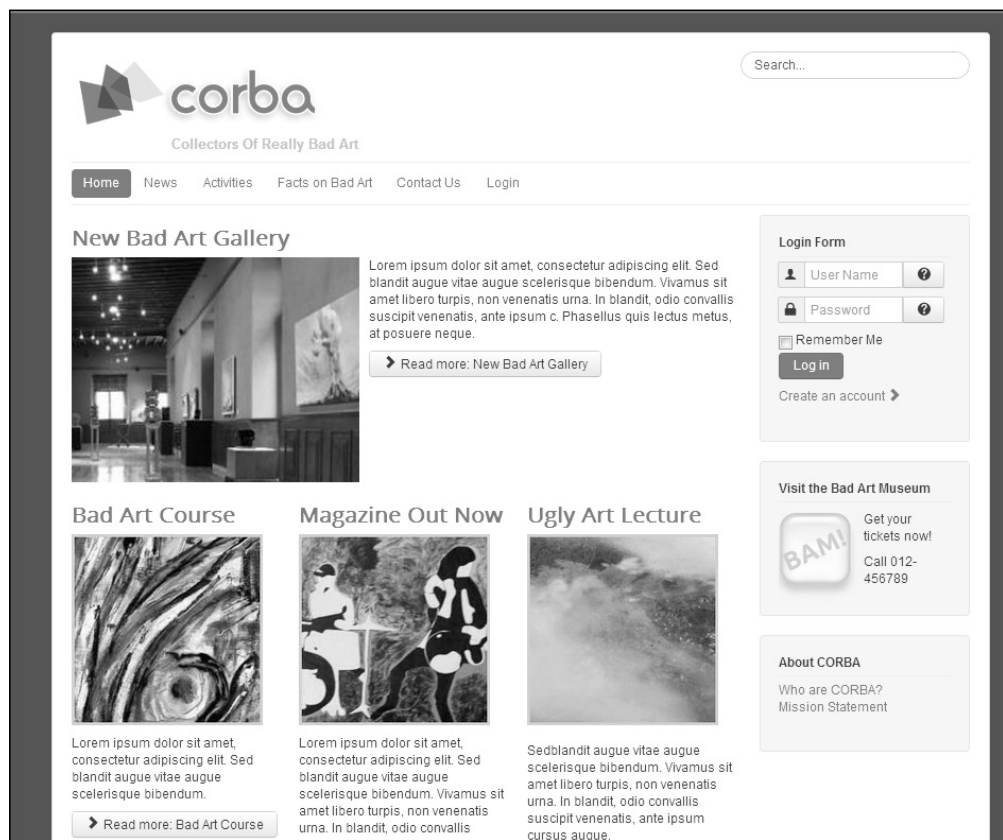 corba
Search...
Collectors Of Really Bad Art
Home News Activities Facts on Bad Art Contact Us Login
New Bad Art Gallery
Lorem ipsum dolor sit amet, consectetur adipiscing elit. Sed
blandit augue vitae augue scelerisque bibendum. Vivamus sit
amet libero turpis, non venenatis urna. In blandit, odio convallis
suscipit venenatis, ante ipsum c. Phasellus quis lectus metus,
at posuere neque.
Read more: New Bad Art Gallery
Bad Art Course
Lorem ipsum dolor sit amet,
consectetur adipiscing elit. Sed
blandit augue vitae augue
scelerisque bibendum.
Read more: Bad Art Course
Magazine Out Now
Lorem ipsum dolor sit amet,
consectetur adipiscing elit. Sed
blandit augue vitae augue
scelerisque bibendum. Vivamus sit
amet libero turpis, non venenatis
urna. In blandit, odio convallis
Ugly Art Lecture
Sedblandit augue vitae augue
scelerisque bibendum. Vivamus sit
amet libero turpis, non venenatis
urna. In blandit, odio convallis
suscipit venenatis, ante ipsum
cursus augue.
Login Form
User Name
Password
Remember Me
Log in
Create an account
Visit the Bad Art Museum
BAM!
Get your
tickets now!
Call 012-
456789
About CORBA
Who are CORBA?
Mission Statement